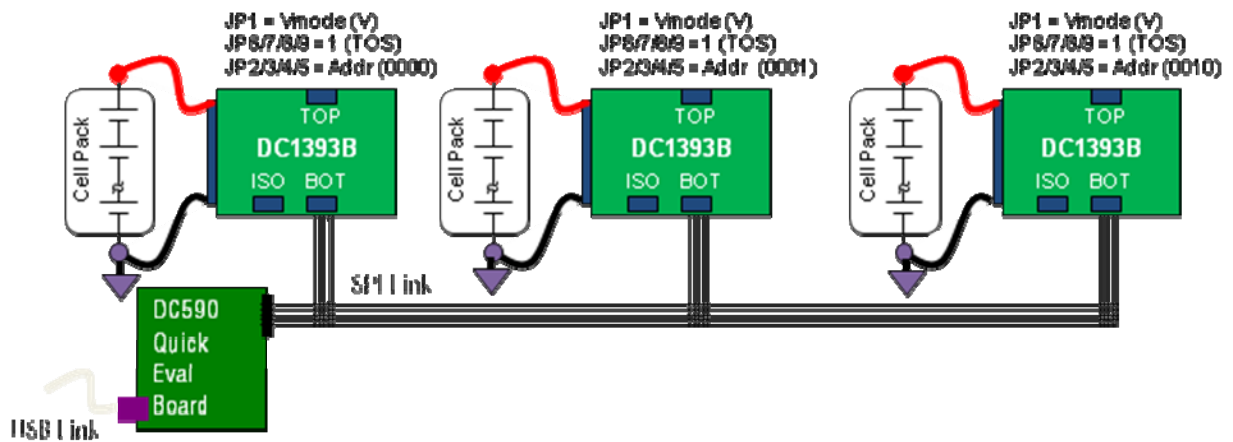 JP1 = Vmode (V)
JP6/7/8/9 = 1 (TOS)
JP2/3/4/5 = Addr (0000)
JP1 = Vmode (V)
JP6/7/8/9 = 1 (TOS)
JP2/3/4/5 = Addr (0001)
JP1 = Vmode (V)
JP6/7/8/9 = 1 (TOS)
JP2/3/4/5 = Addr (0010)
Cell Pack
TOP
DC1393B
ISO BOT
Cell Pack
TOP
DC1393B
ISO BOT
Cell Pack
TOP
DC1393B
ISO BOT
SPI Link
DC590
Quick
Eval
Board
USB Link